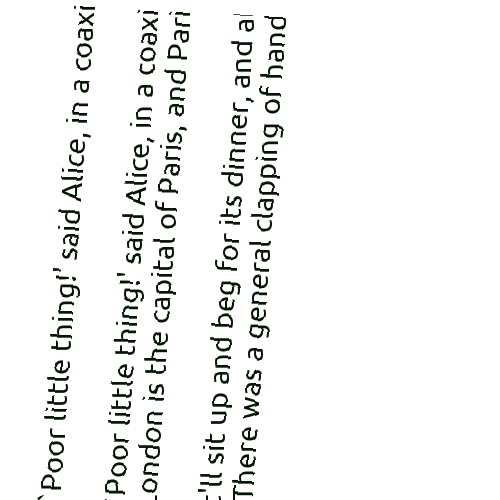 `Poor little thing!' said Alice, in a coaxi
`Poor little thing!' said Alice, in a coaxi
London is the capital of Paris, and Pari
t'll sit up and beg for its dinner, and al
There was a general clapping of hand